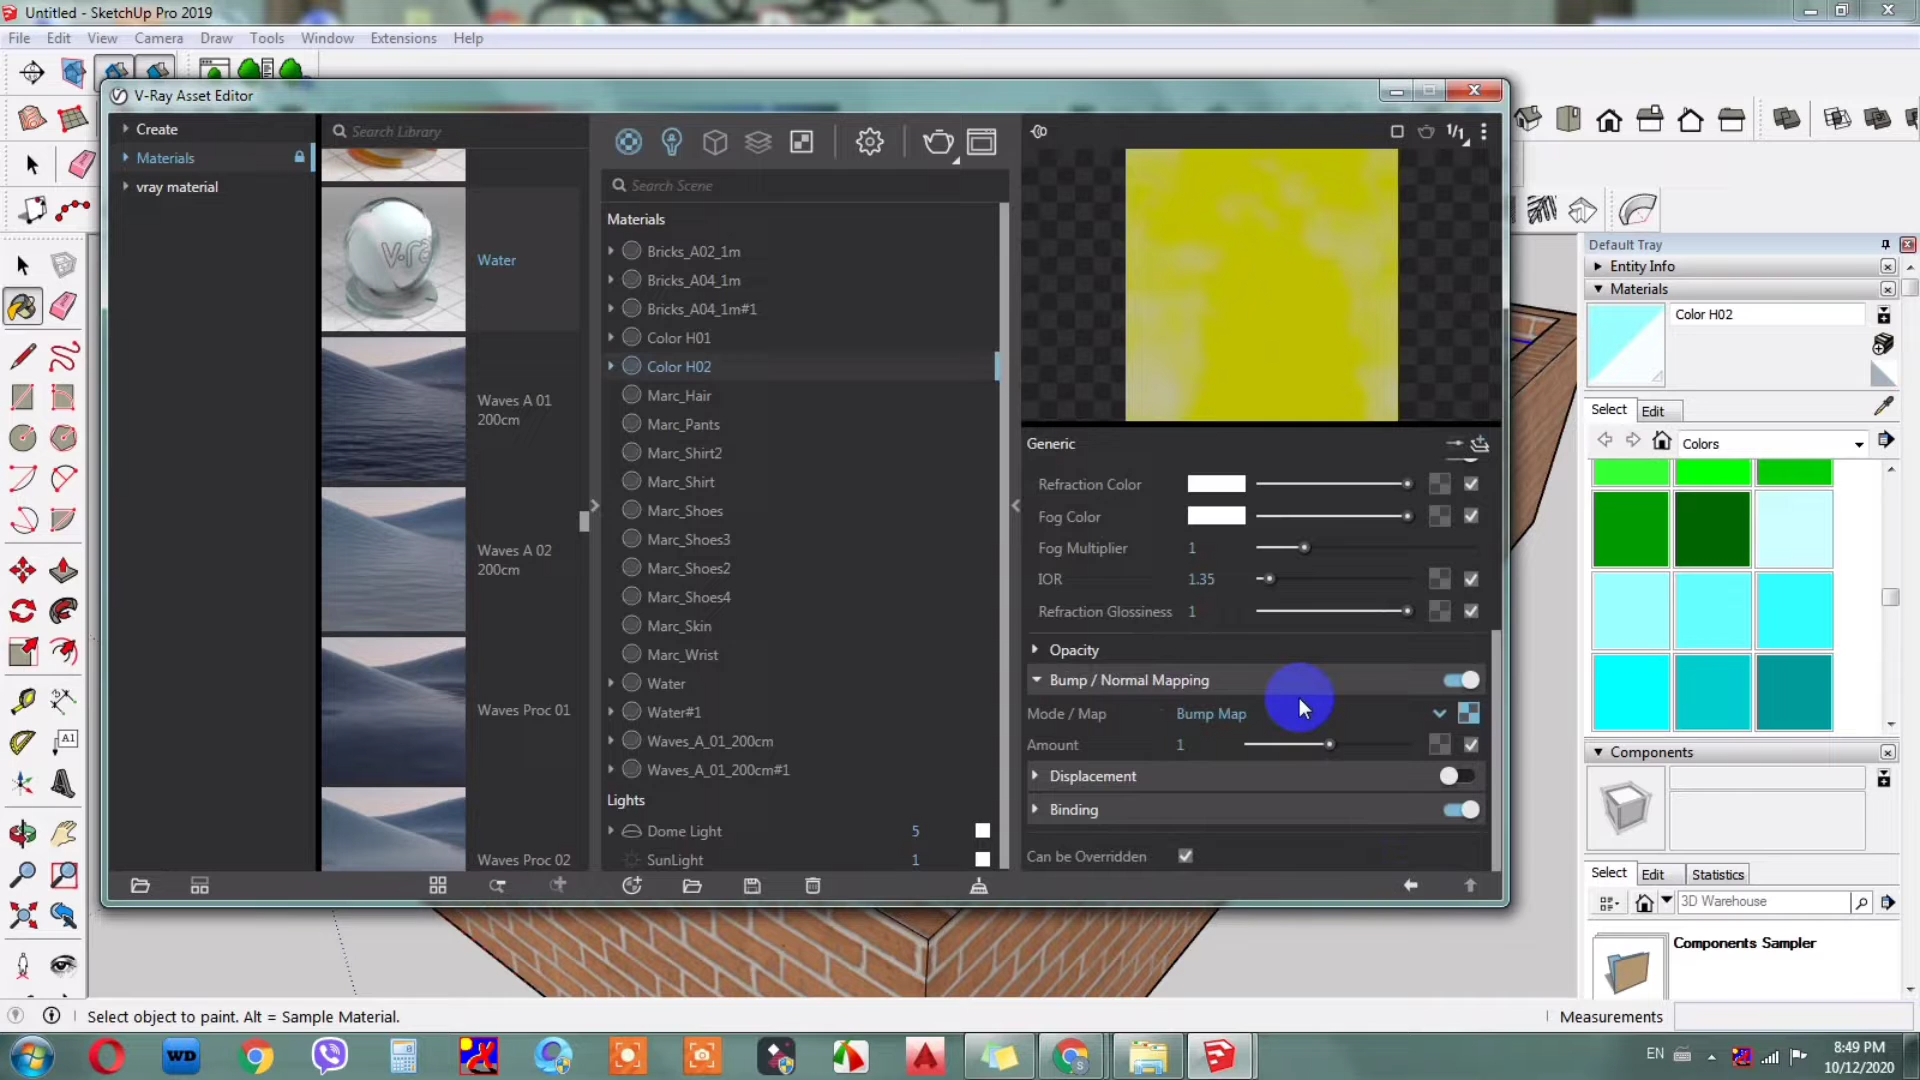 Untitled - SketchUp Pro 2019
File Edit View Camera Draw Tools Window Extensions Help
V-Ray Asset Editor
Create
Materials
vray material
Search Library
Water
Waves A 01
200cm
Waves A 02
200cm
Waves Proc 01
Waves Proc 02
Search Scene
Materials
Bricks_A02_1m
Bricks_A04_1m
Bricks_A04_1m#1
Color H01
Color H02
Marc_Hair
Marc_Pants
Marc_Shirt2
Marc_Shirt
Marc_Shoes
Marc_Shoes3
Marc_Shoes2
Marc_Shoes4
Marc_Skin
Marc_Wrist
Water
Water#1
Waves_A_01_200cm
Waves_A_01_200cm#1
Lights
Dome Light 5
SunLight 1
1/1
Generic
Refraction Color
Fog Color
Fog Multiplier 1
IOR 1.35
Refraction Glossiness 1
Opacity
Bump / Normal Mapping
Mode / Map Bump Map
Amount 1
Displacement
Binding
Can be Overridden
Default Tray
Entity Info
Materials
Color H02
Select Edit
Colors
Components
Select Edit Statistics
3D Warehouse
Components Sampler
A1
Select object to paint. Alt = Sample Material.
Measurements
WD
EN
8:49 PM
10/12/2020